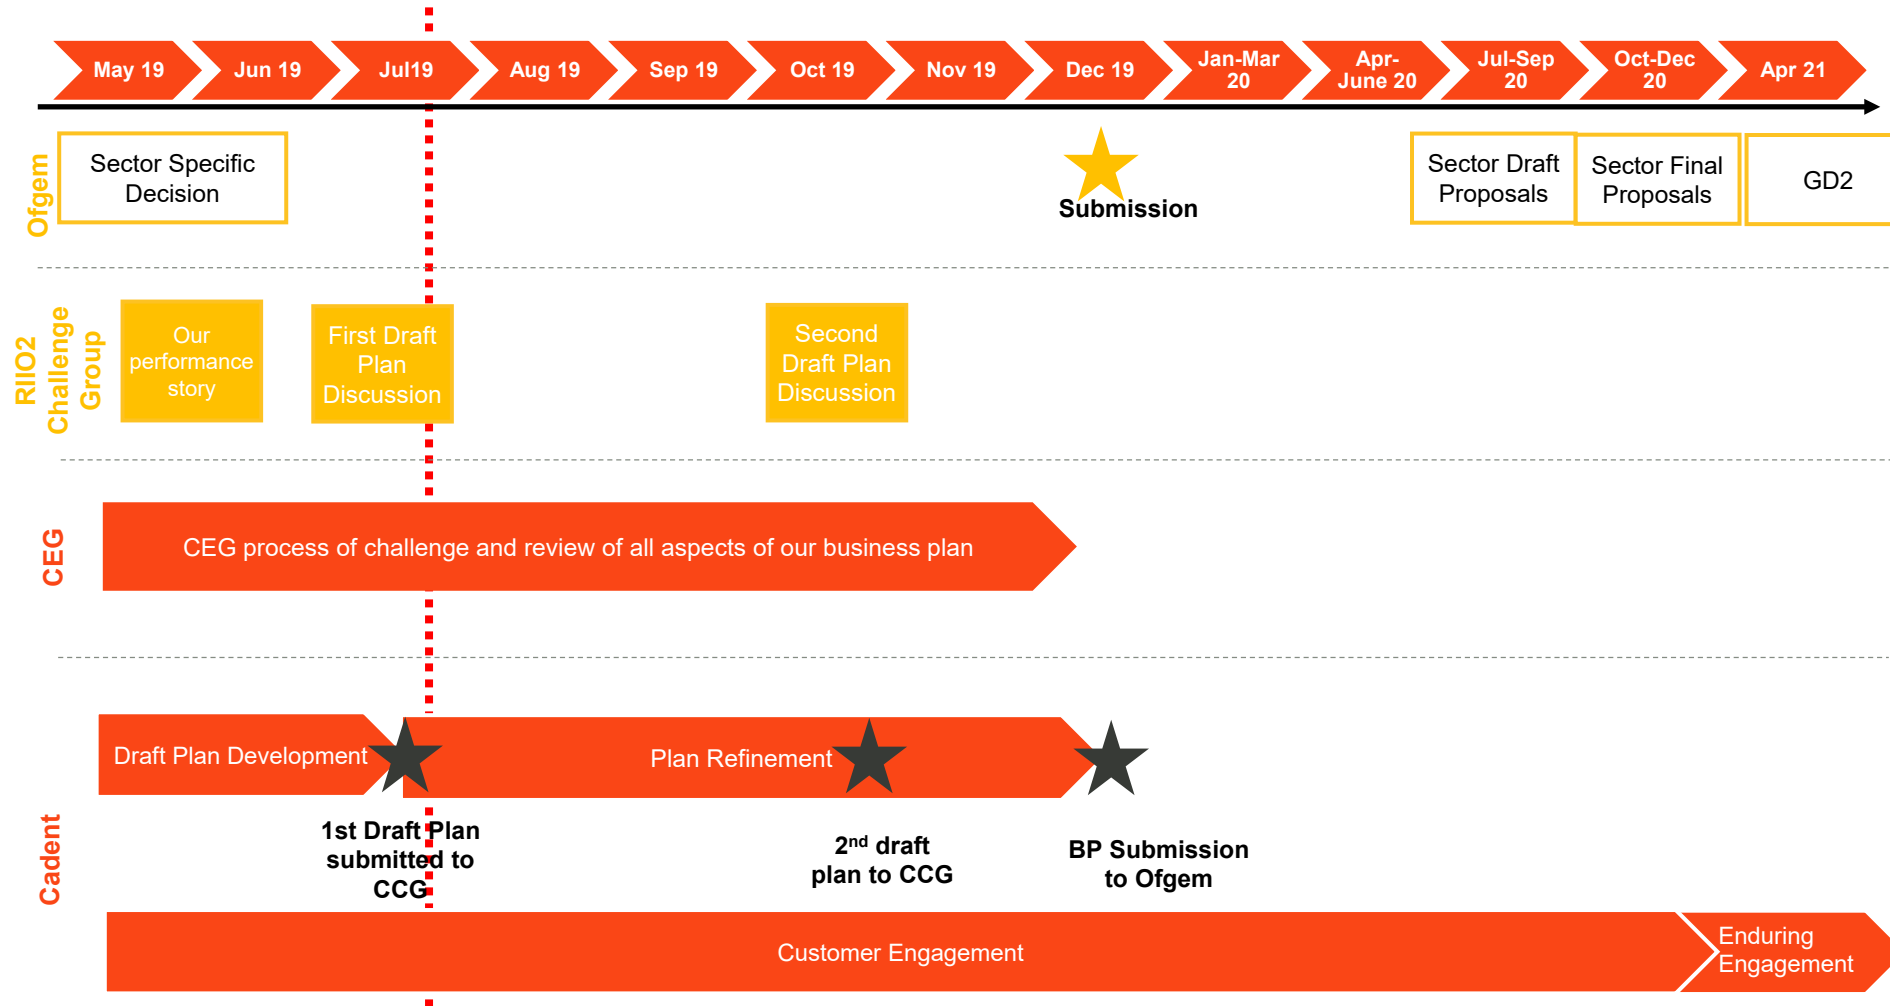 May 19
Jun 19
Jul19
Aug 19
Sep 19
Oct 19
Nov 19
Dec 19
Jan-Mar
20
Apr-
June 20
Jul-Sep
20
Oct-Dec
20
Apr 21
Ofgem
Sector Specific
Decision
Submission
Sector Draft
Proposals
Sector Final
Proposals
GD2
RIIO2
Challenge
Group
Our
performance
story
First Draft
Plan
Discussion
Second
Draft Plan
Discussion
CEG
CEG process of challenge and review of all aspects of our business plan
Cadent
Draft Plan Development
Plan Refinement
1st Draft Plan
submitted to
CCG
2nd draft
plan to CCG
BP Submission
to Ofgem
Customer Engagement
Enduring
Engagement